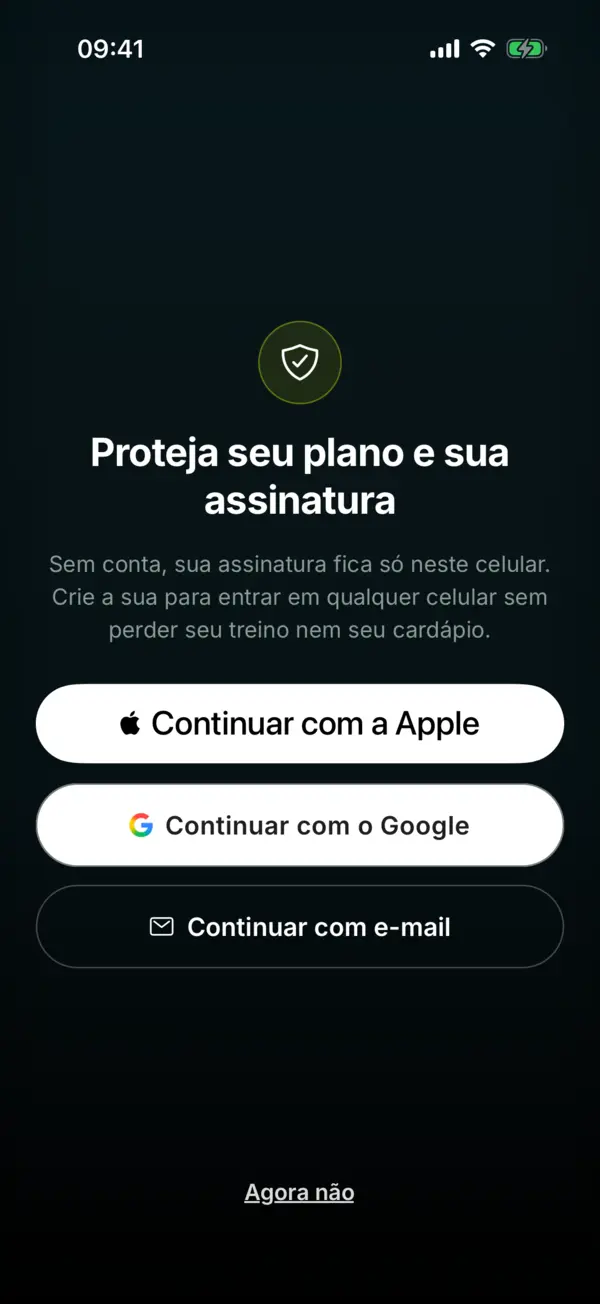 09:41
Proteja seu plano e sua
assinatura
Sem conta, sua assinatura fica só neste celular.
Crie a sua para entrar em qualquer celular sem
perder seu treino nem seu cardápio.
Continuar com a Apple
Continuar com o Google
Continuar com e-mail
Agora não